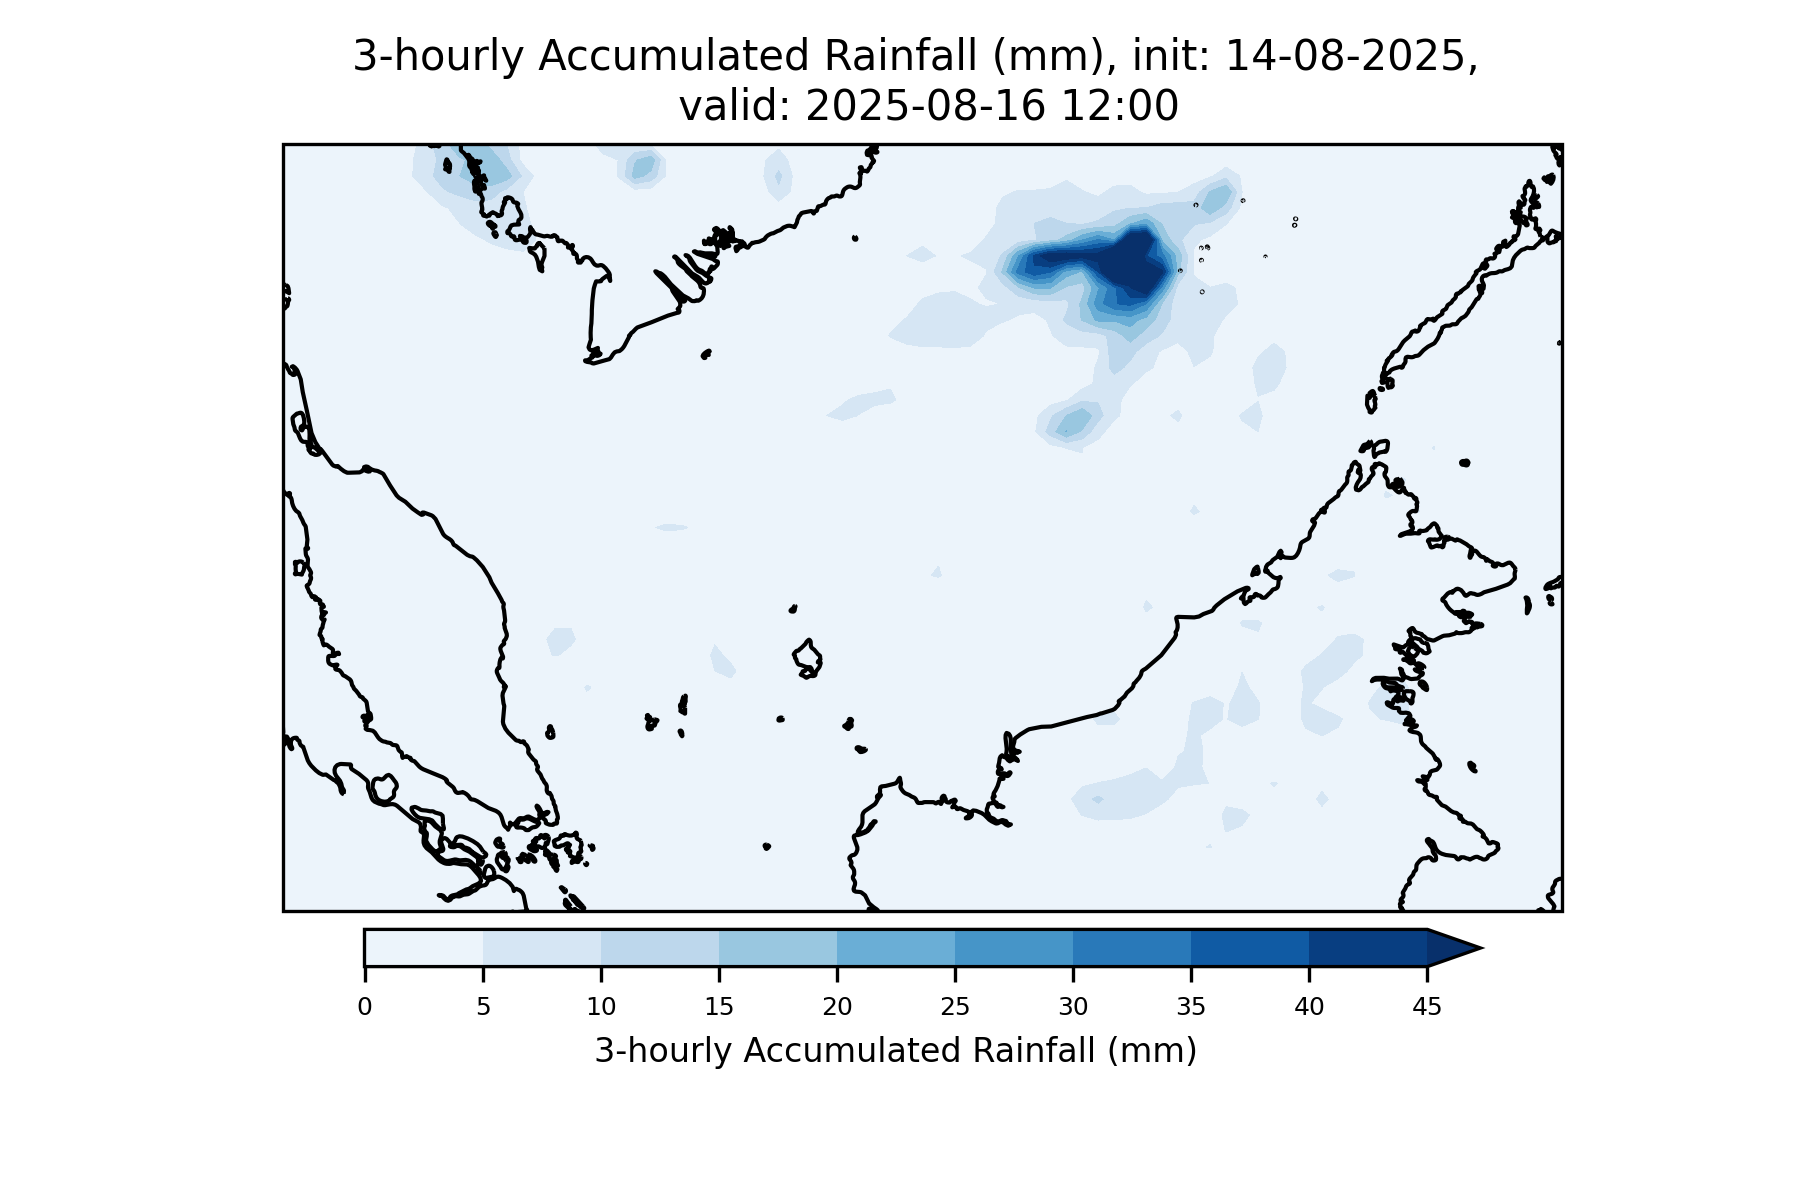 3-hourly Accumulated Rainfall (mm), init: 14-08-2025,
valid: 2025-08-16 12:00
0 5 10 15 20 25 30 35 40 45
3-hourly Accumulated Rainfall (mm)